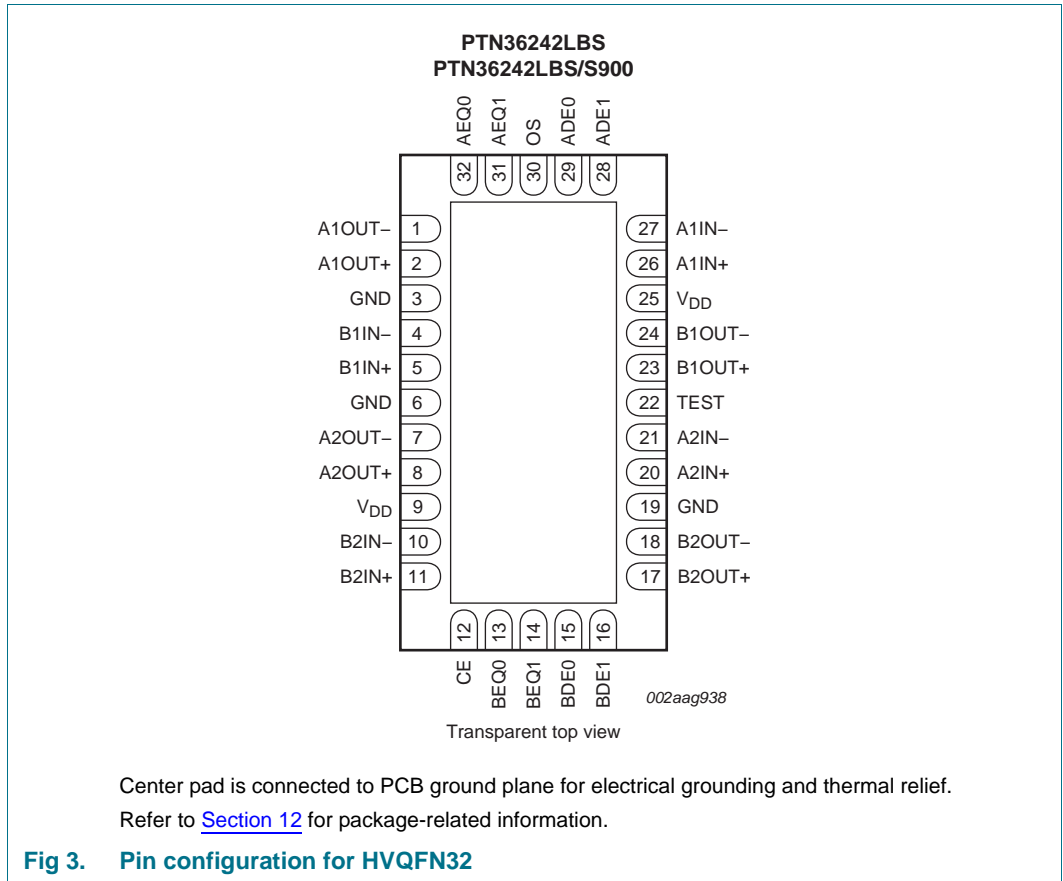 PTN36242LBS
PTN36242LBS/S900
AEQ0
AEQ1
OS
ADE0
ADE1
32
31
30
29
28
A1OUT− 1
A1OUT+ 2
GND 3
B1IN− 4
B1IN+ 5
GND 6
A2OUT− 7
A2OUT+ 8
VDD 9
B2IN− 10
B2IN+ 11
27 A1IN−
26 A1IN+
25 VDD
24 B1OUT−
23 B1OUT+
22 TEST
21 A2IN−
20 A2IN+
19 GND
18 B2OUT−
17 B2OUT+
12
13
14
15
16
CE
BEQ0
BEQ1
BDE0
BDE1
002aag938
Transparent top view
Center pad is connected to PCB ground plane for electrical grounding and thermal relief.
Refer to Section 12 for package-related information.
Fig 3. Pin configuration for HVQFN32